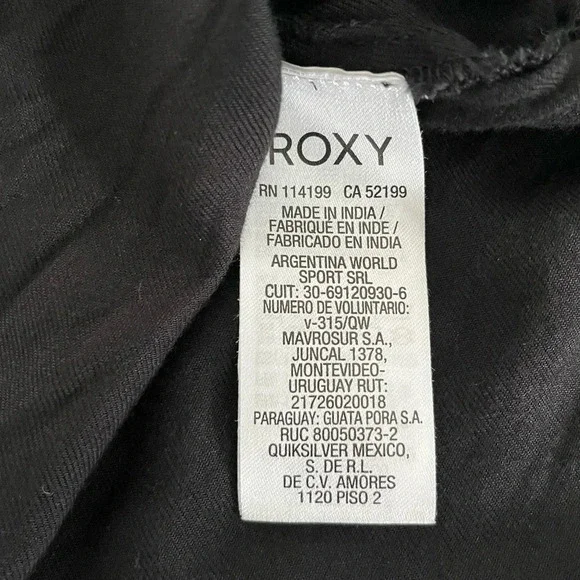 ROXY
RN 114199 CA 52199
MADE IN INDIA /
FABRIQUÉ EN INDE /
FABRICADO EN INDIA
ARGENTINA WORLD
SPORT SRL
CUIT: 30-69120930-6
NUMERO DE VOLUNTARIO:
v-315/QW
MAVROSUR S.A.,
JUNCAL 1378,
MONTEVIDEO-
URUGUAY RUT:
21726020018
PARAGUAY: GUATA PORA S.A.
RUC 80050373-2
QUIKSILVER MEXICO,
S. DE R.L.
DE C.V. AMORES
1120 PISO 2